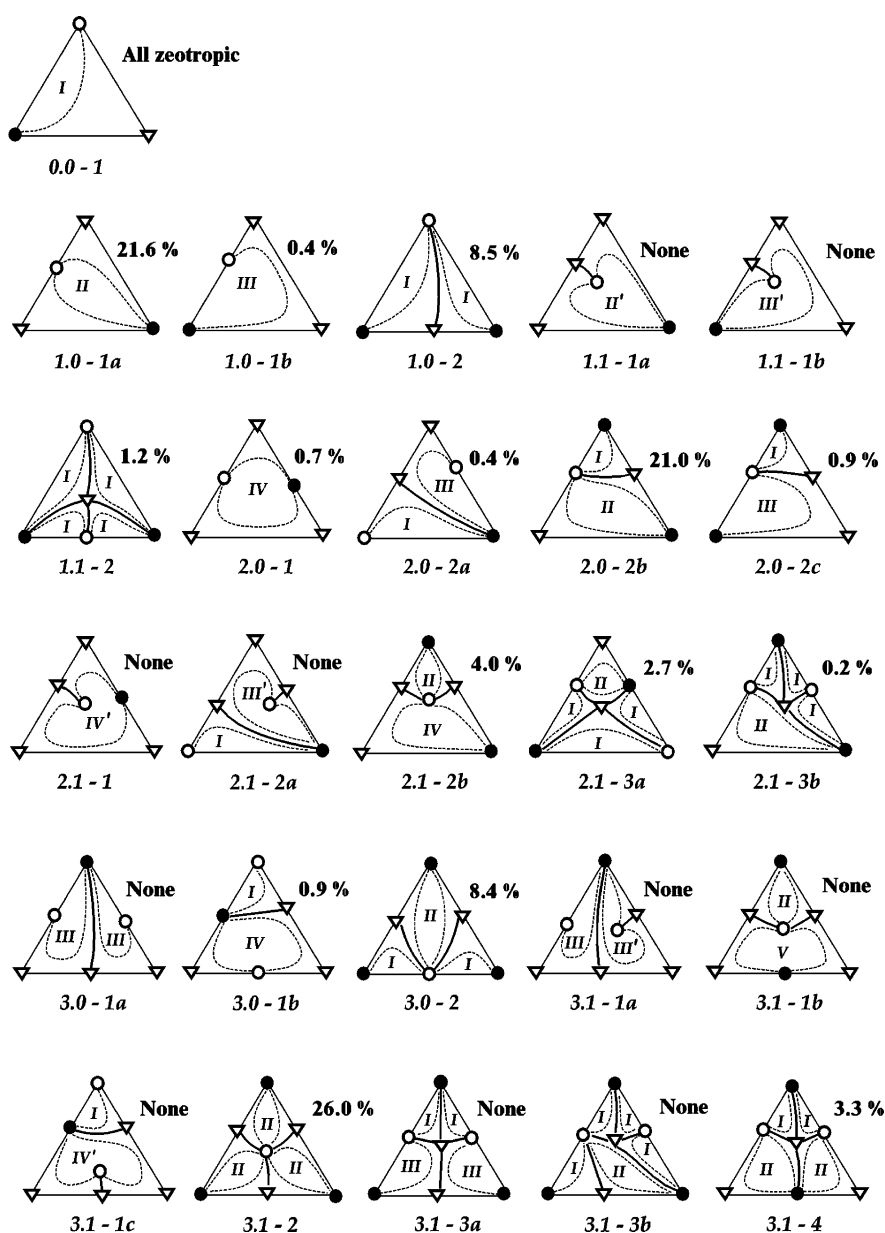 All zeotropic
I
0.0 - 1
21.6 % 0.4 % 8.5 % None None
II III I I II' III'
1.0 - 1a 1.0 - 1b 1.0 - 2 1.1 - 1a 1.1 - 1b
1.2 % 0.7 % 0.4 % 21.0 % 0.9 %
I I I I IV III I I II I III
1.1 - 2 2.0 - 1 2.0 - 2a 2.0 - 2b 2.0 - 2c
None None 4.0 % 2.7 % 0.2 %
IV' III' I II IV II I I I I I I II
2.1 - 1 2.1 - 2a 2.1 - 2b 2.1 - 3a 2.1 - 3b
None 0.9 % 8.4 % None None
III III I IV II I I III III' II V
3.0 - 1a 3.0 - 1b 3.0 - 2 3.1 - 1a 3.1 - 1b
None 26.0 % None None 3.3 %
I IV' II II II I I III III I I I I II I I II II
3.1 - 1c 3.1 - 2 3.1 - 3a 3.1 - 3b 3.1 - 4